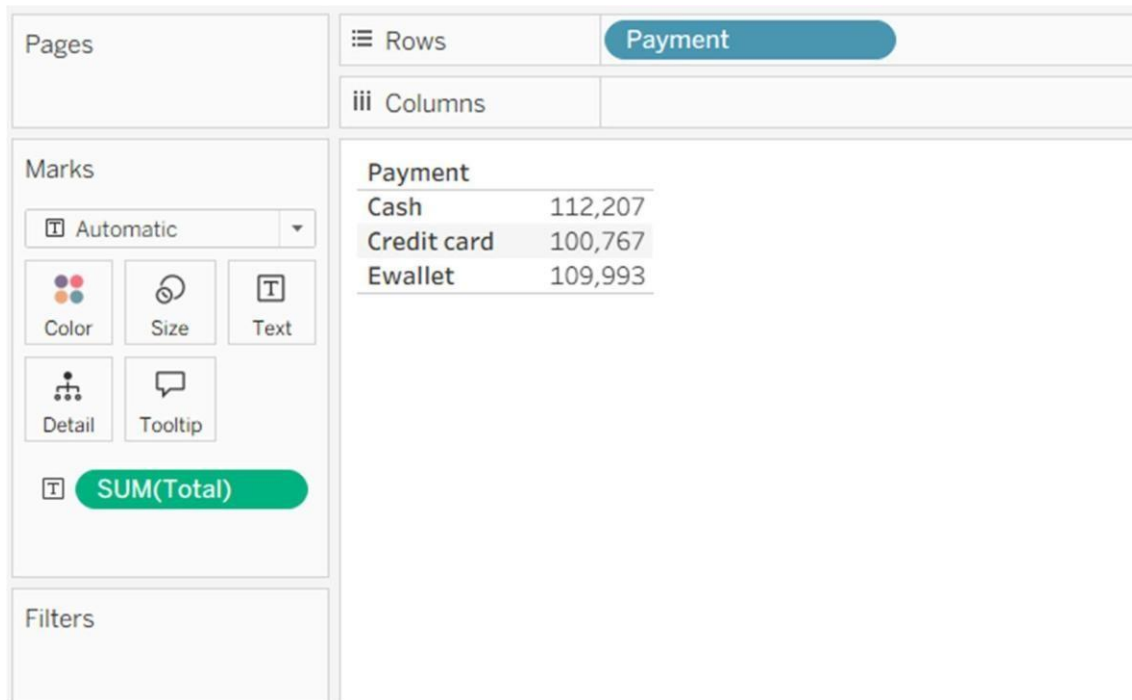 Pages
Rows
Payment
Columns
Marks
Automatic
Color
Size
Text
Detail
Tooltip
SUM(Total)
Filters
Payment
Cash 112,207
Credit card 100,767
Ewallet 109,993